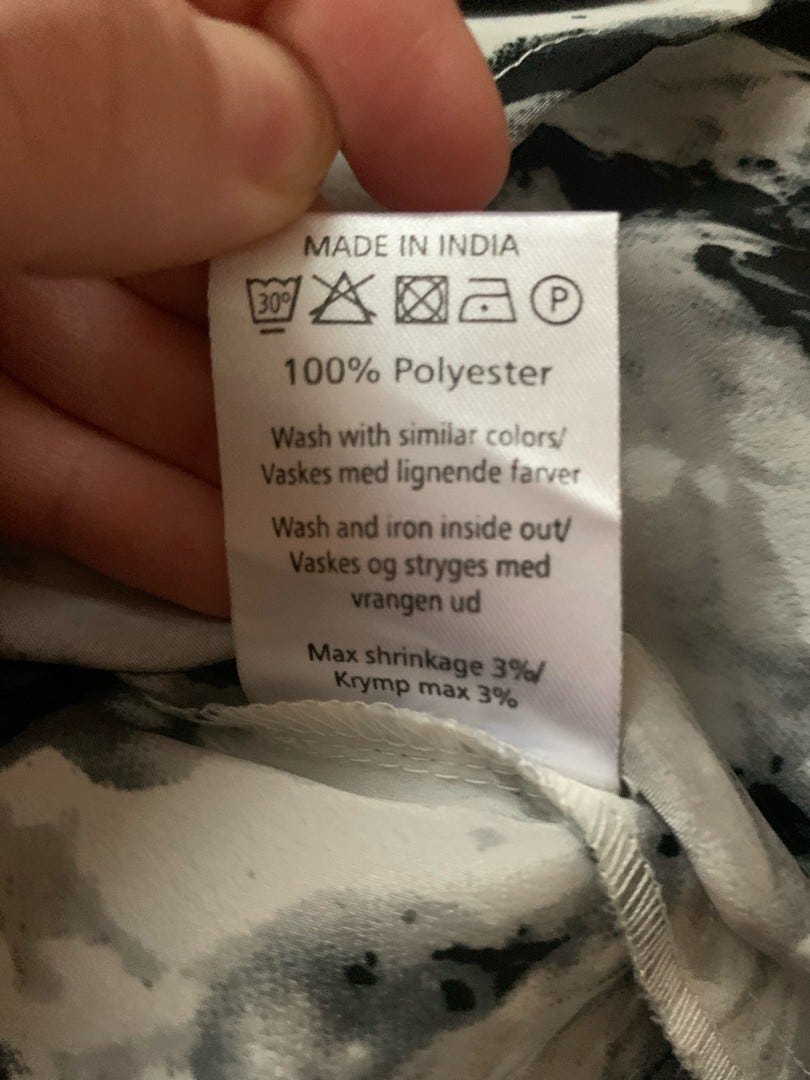 MADE IN INDIA
30° P
100% Polyester
Wash with similar colors/
Vaskes med lignende farver
Wash and iron inside out/
Vaskes og stryges med
vrangen ud
Max shrinkage 3%/
Krymp max 3%